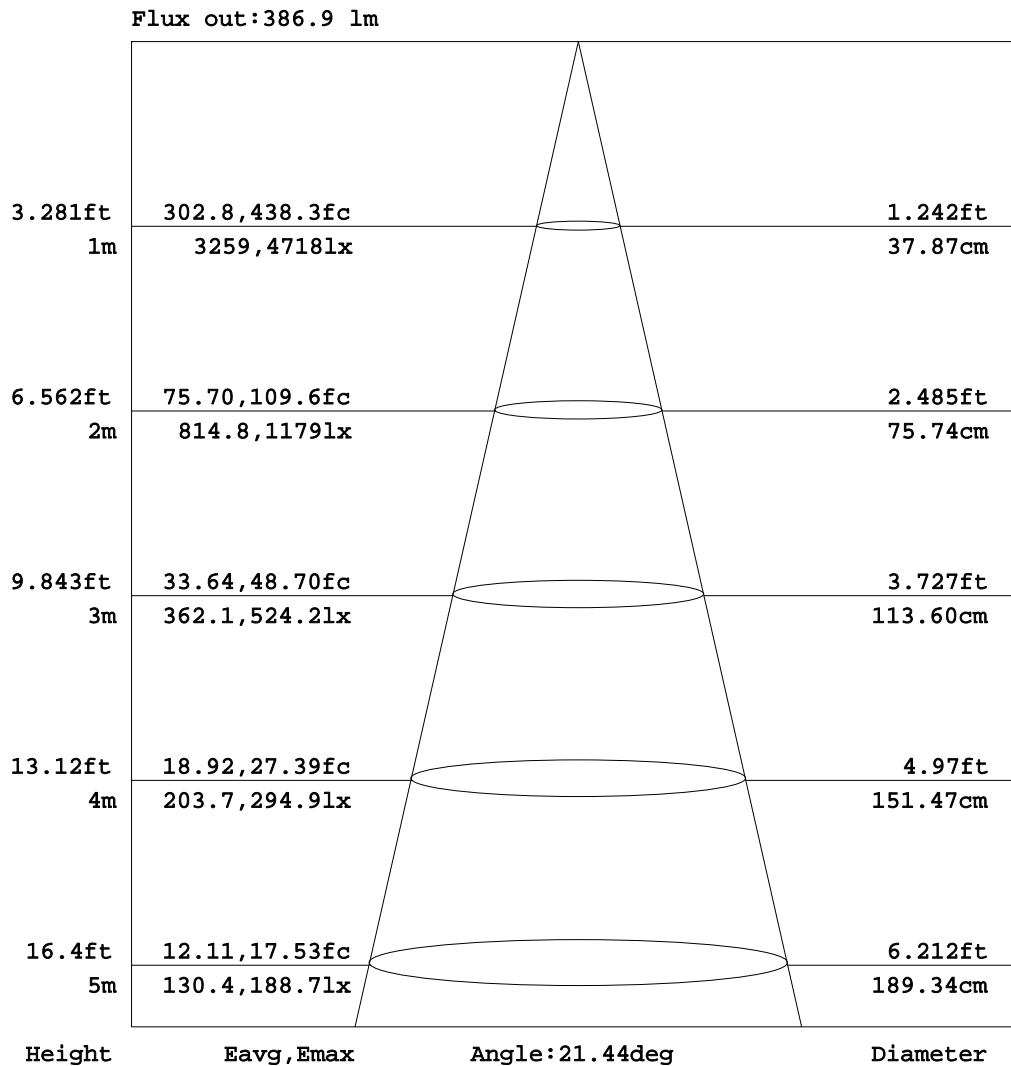 Flux out:386.9 lm
3.281ft 302.8,438.3fc 1.242ft
1m 3259,4718lx 37.87cm
6.562ft 75.70,109.6fc 2.485ft
2m 814.8,1179lx 75.74cm
9.843ft 33.64,48.70fc 3.727ft
3m 362.1,524.2lx 113.60cm
13.12ft 18.92,27.39fc 4.97ft
4m 203.7,294.9lx 151.47cm
16.4ft 12.11,17.53fc 6.212ft
5m 130.4,188.7lx 189.34cm
Height Eavg,Emax Angle:21.44deg Diameter